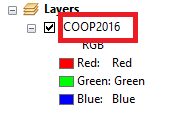 Layers
COOP2016
RGB
Red: Red
Green: Green
Blue: Blue